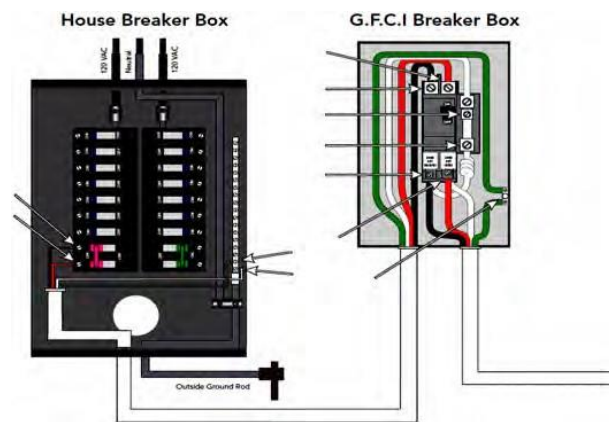 House Breaker Box
G.F.C.I Breaker Box
120 VAC
Neutral
120 VAC
Outside Ground Rod